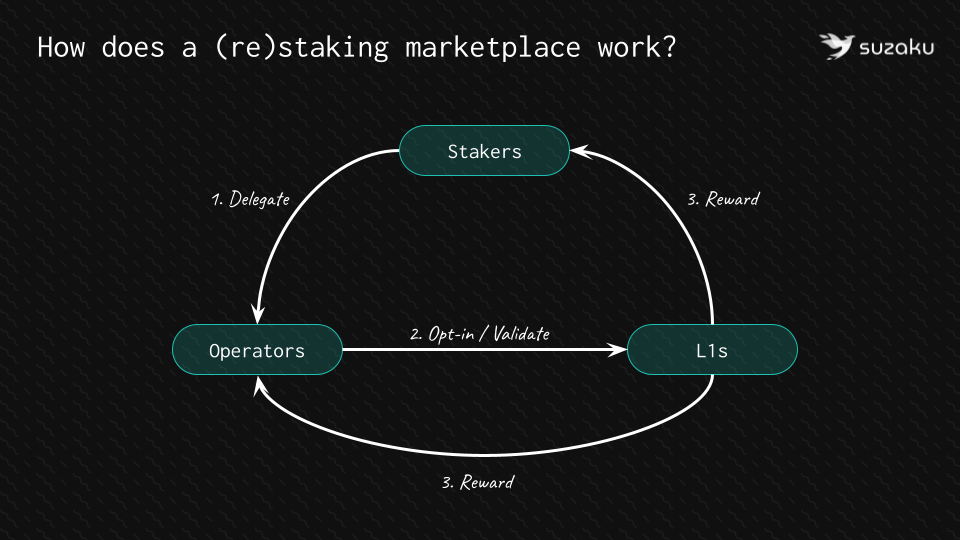 How does a (re)staking marketplace work?
suzaku
Stakers
1. Delegate
3. Reward
2. Opt-in / Validate
Operators
L1s
3. Reward